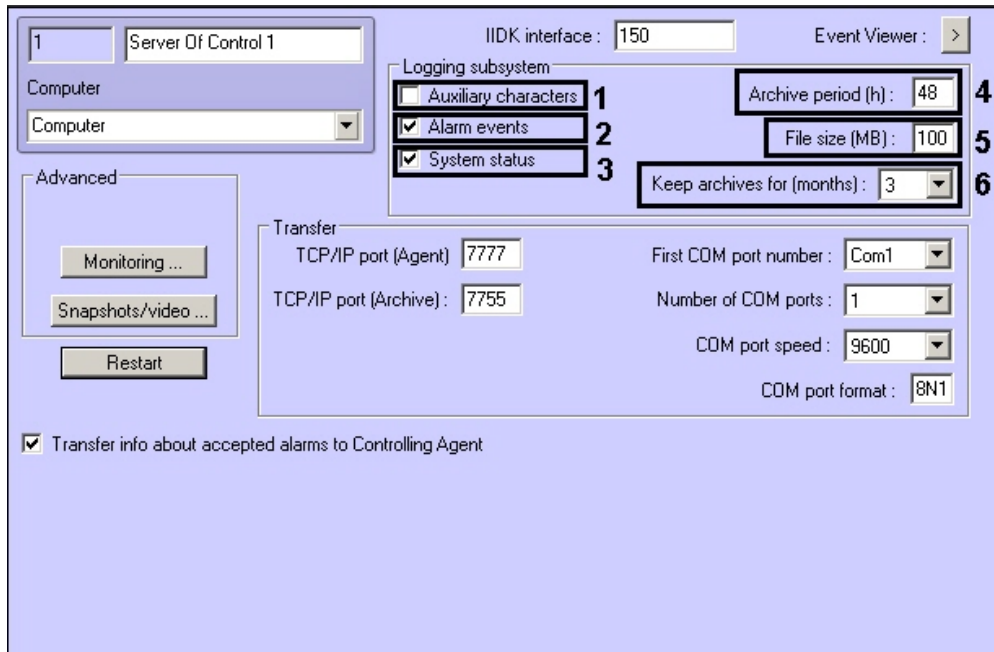 1 Server Of Control 1
Computer
Computer
IIDK interface : 150
Event Viewer : >
Logging subsystem
Auxiliary characters 1
Alarm events 2
System status 3
Archive period (h) : 48 4
File size (MB) : 100 5
Keep archives for (months) : 3 6
Advanced
Monitoring ...
Snapshots/video ...
Restart
Transfer
TCP/IP port (Agent) 7777
TCP/IP port (Archive) : 7755
First COM port number : Com1
Number of COM ports : 1
COM port speed : 9600
COM port format : 8N1
Transfer info about accepted alarms to Controlling Agent